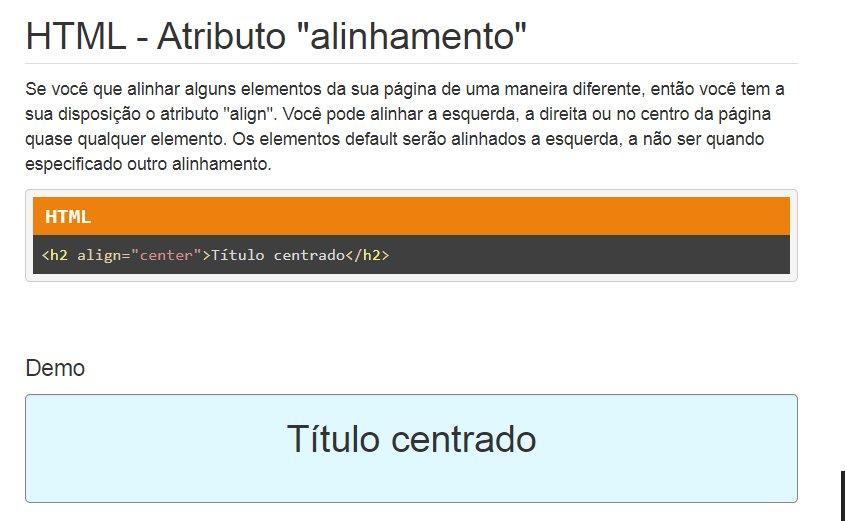 HTML - Atributo "alinhamento"
Se você que alinhar alguns elementos da sua página de uma maneira diferente, então você tem a
sua disposição o atributo "align". Você pode alinhar a esquerda, a direita ou no centro da página
quase qualquer elemento. Os elementos default serão alinhados a esquerda, a não ser quando
especificado outro alinhamento.
HTML
<h2 align="center">Título centrado</h2>
Demo
Título centrado